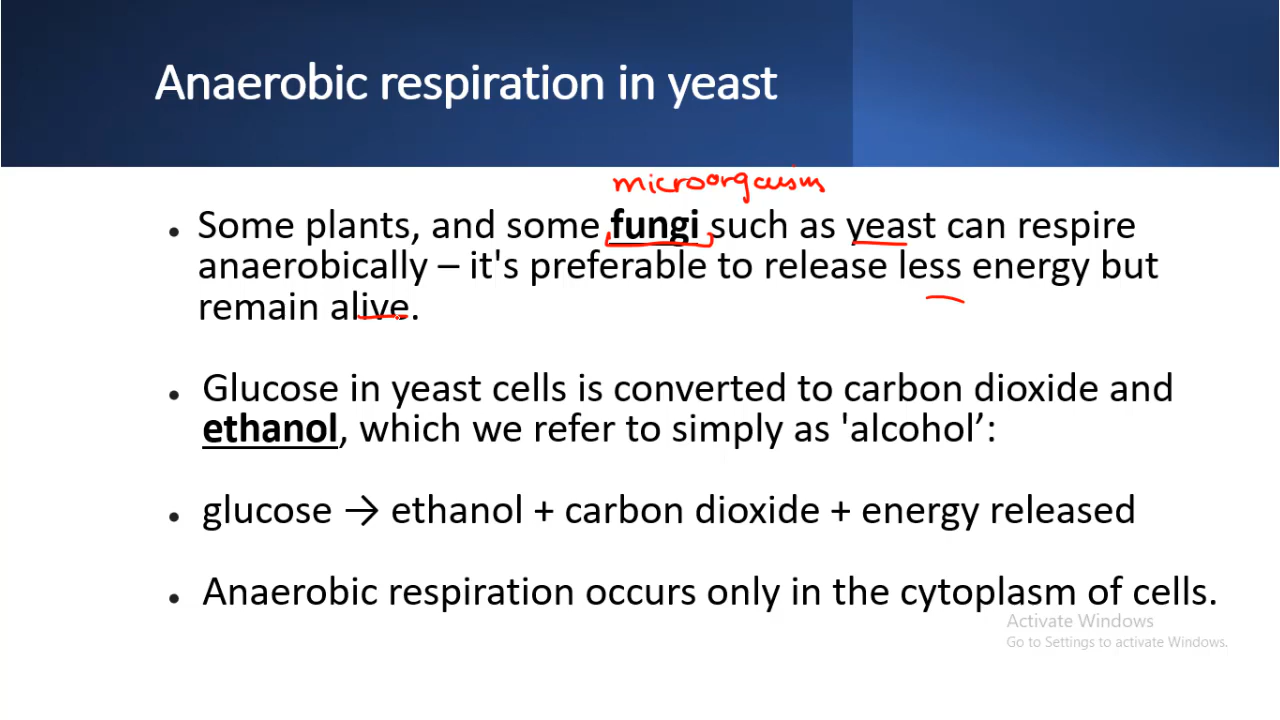 Anaerobic respiration in yeast
microorganism
• Some plants, and some fungi such as yeast can respire
anaerobically – it's preferable to release less energy but
remain alive.
• Glucose in yeast cells is converted to carbon dioxide and
ethanol, which we refer to simply as 'alcohol’:
• glucose → ethanol + carbon dioxide + energy released
• Anaerobic respiration occurs only in the cytoplasm of cells.
Activate Windows
Go to Settings to activate Windows.